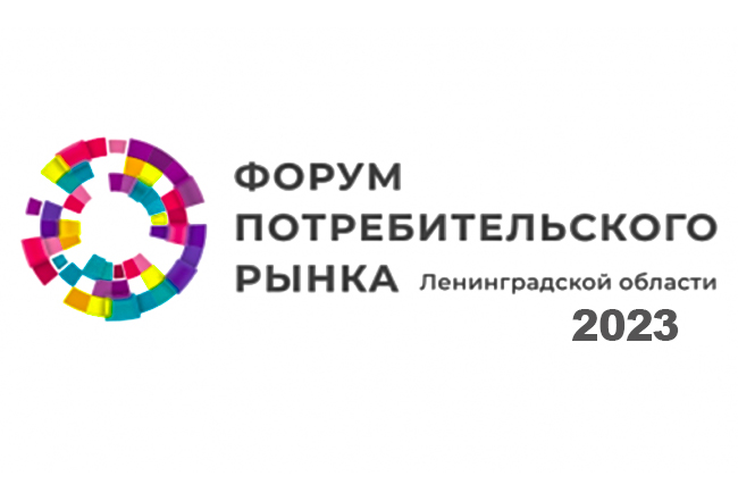 ФОРУМ
ПОТРЕБИТЕЛЬСКОГО
РЫНКА Ленинградской области
2023